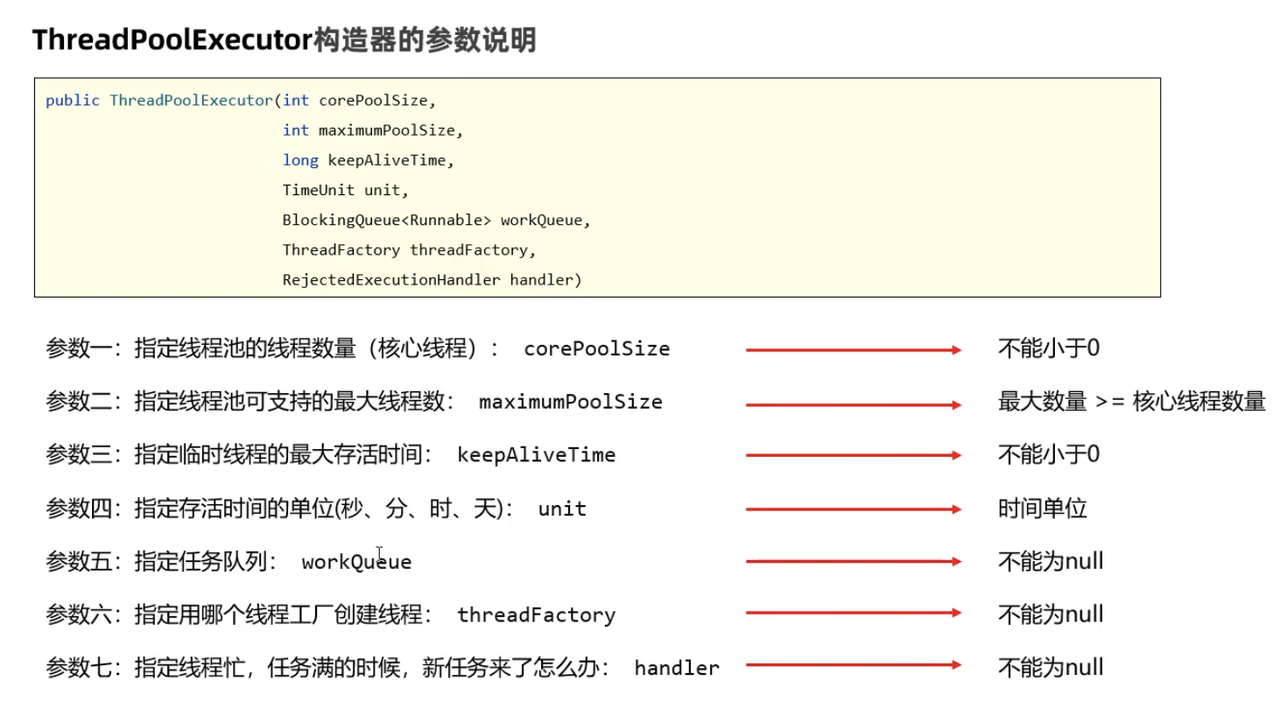 ThreadPoolExecutor构造器的参数说明
public ThreadPoolExecutor(int corePoolSize,
int maximumPoolSize,
long keepAliveTime,
TimeUnit unit,
BlockingQueue<Runnable> workQueue,
ThreadFactory threadFactory,
RejectedExecutionHandler handler)
参数一：指定线程池的线程数量（核心线程）： corePoolSize 不能小于0
参数二：指定线程池可支持的最大线程数： maximumPoolSize 最大数量 >= 核心线程数量
参数三：指定临时线程的最大存活时间： keepAliveTime 不能小于0
参数四：指定存活时间的单位(秒、分、时、天)： unit 时间单位
参数五：指定任务队列： workQueue 不能为null
参数六：指定用哪个线程工厂创建线程： threadFactory 不能为null
参数七：指定线程忙，任务满的时候，新任务来了怎么办： handler 不能为null